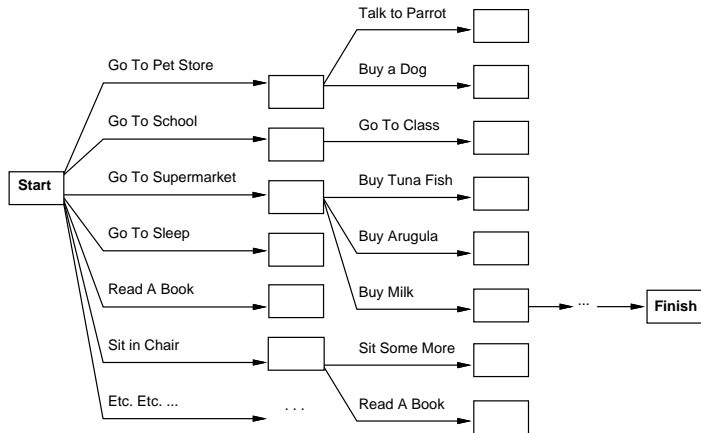 Talk to Parrot
Go To Pet Store
Buy a Dog
Go To School
Go To Class
Start
Go To Supermarket
Buy Tuna Fish
Go To Sleep
Buy Arugula
Read A Book
Buy Milk
...
Finish
Sit in Chair
Sit Some More
Etc. Etc. ...
. . .
Read A Book